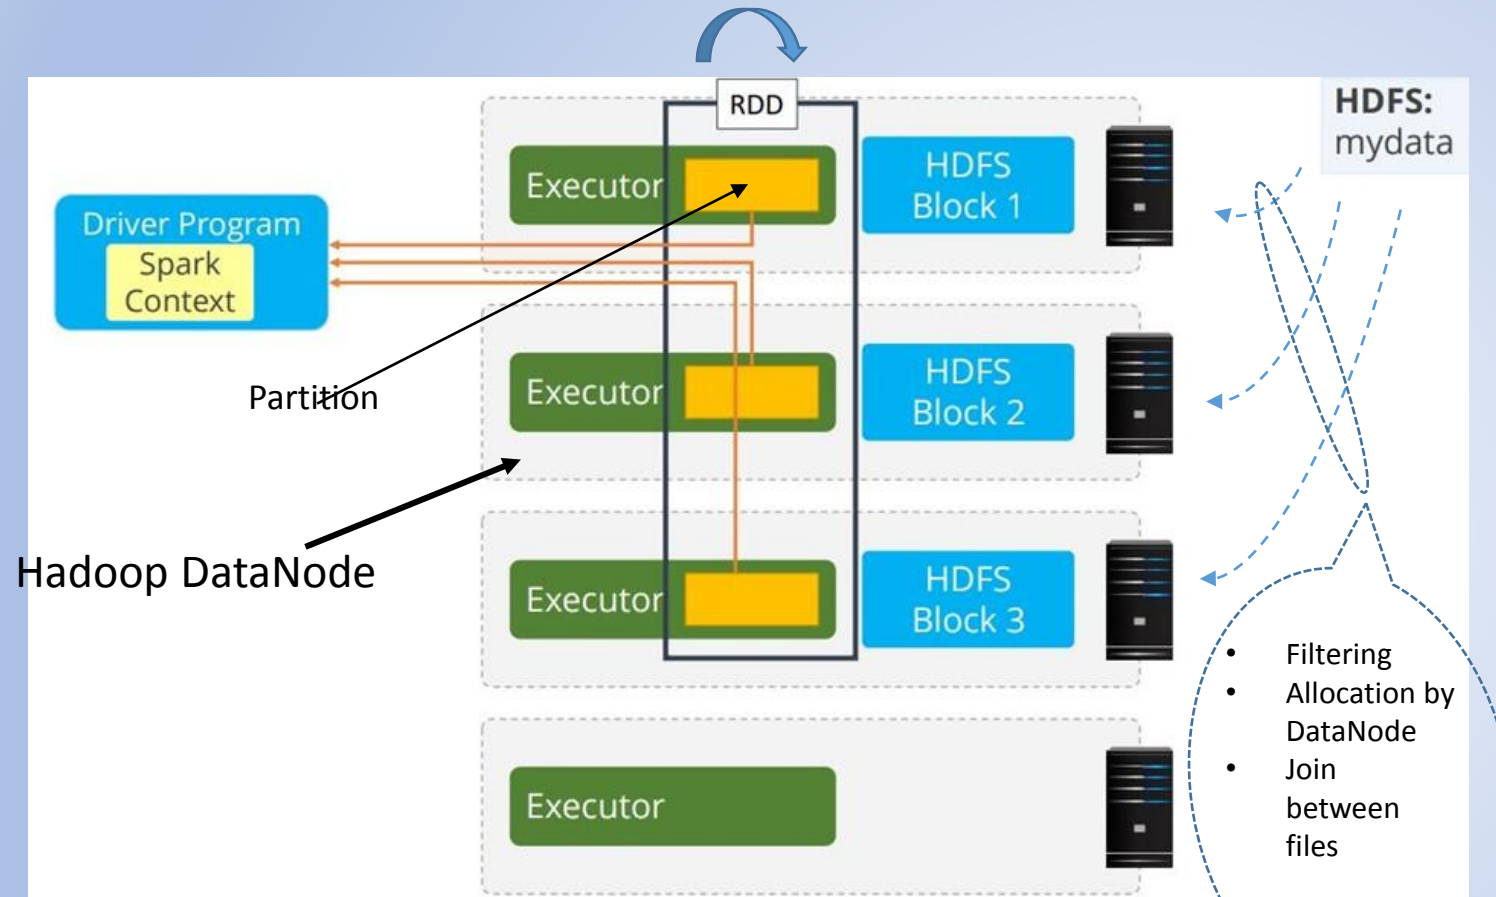 RDD
HDFS:
mydata
Executor
HDFS
Block 1
Driver Program
Spark
Context
Executor
HDFS
Block 2
Partition
Hadoop DataNode
Executor
HDFS
Block 3
• Filtering
• Allocation by
DataNode
• Join
between
files
Executor